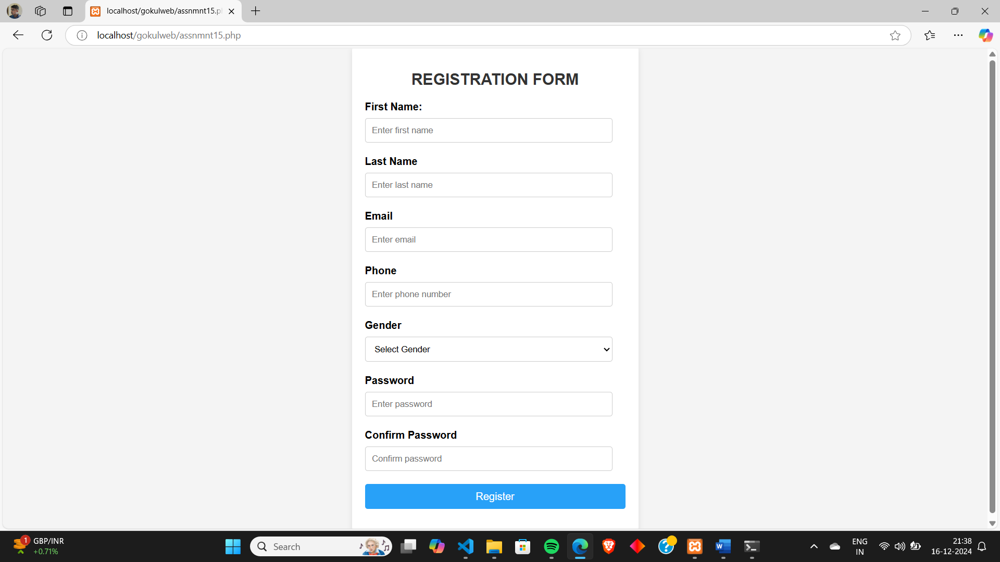 localhost/gokulweb/assnmnt15.p
localhost/gokulweb/assnmnt15.php
REGISTRATION FORM
First Name:
Enter first name
Last Name
Enter last name
Email
Enter email
Phone
Enter phone number
Gender
Select Gender
Password
Enter password
Confirm Password
Confirm password
Register
1
GBP/INR
+0.71%
Search
ENG
IN
21:38
16-12-2024